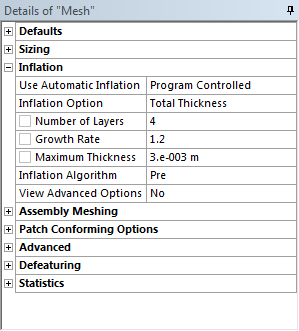 Details of "Mesh"
Defaults
Sizing
Inflation
Use Automatic Inflation Program Controlled
Inflation Option Total Thickness
Number of Layers 4
Growth Rate 1.2
Maximum Thickness 3.e-003 m
Inflation Algorithm Pre
View Advanced Options No
Assembly Meshing
Patch Conforming Options
Advanced
Defeaturing
Statistics